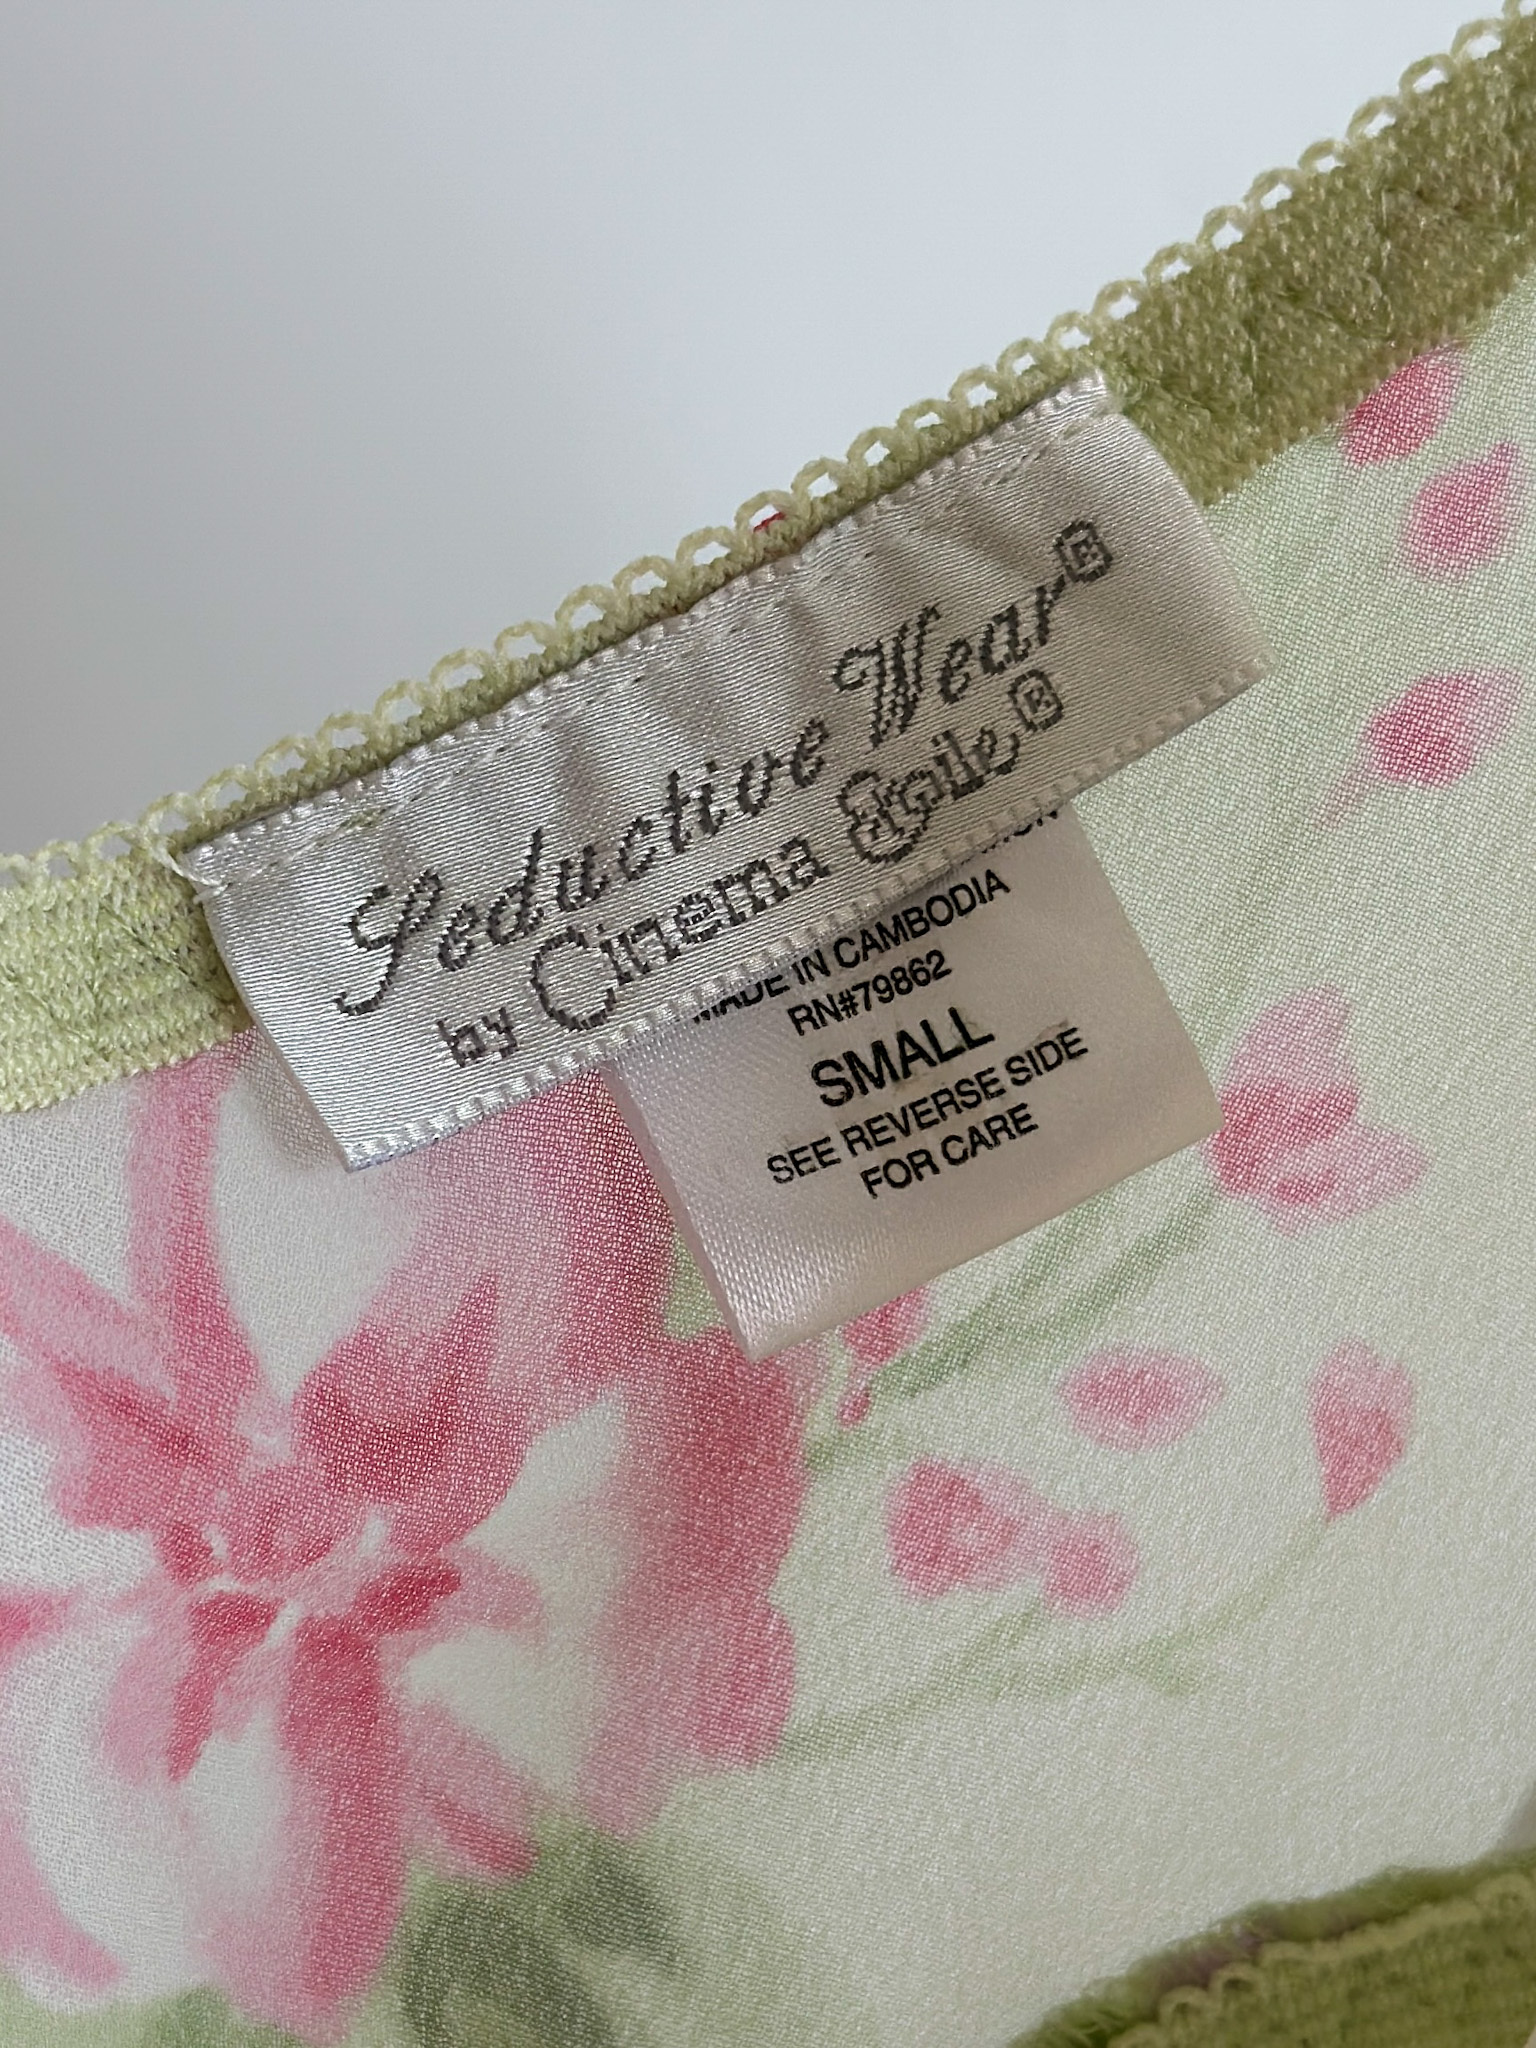 Seductive Wear®
by Cinema Etoile®
MADE IN CAMBODIA
RN#79862
SMALL
SEE REVERSE SIDE
FOR CARE